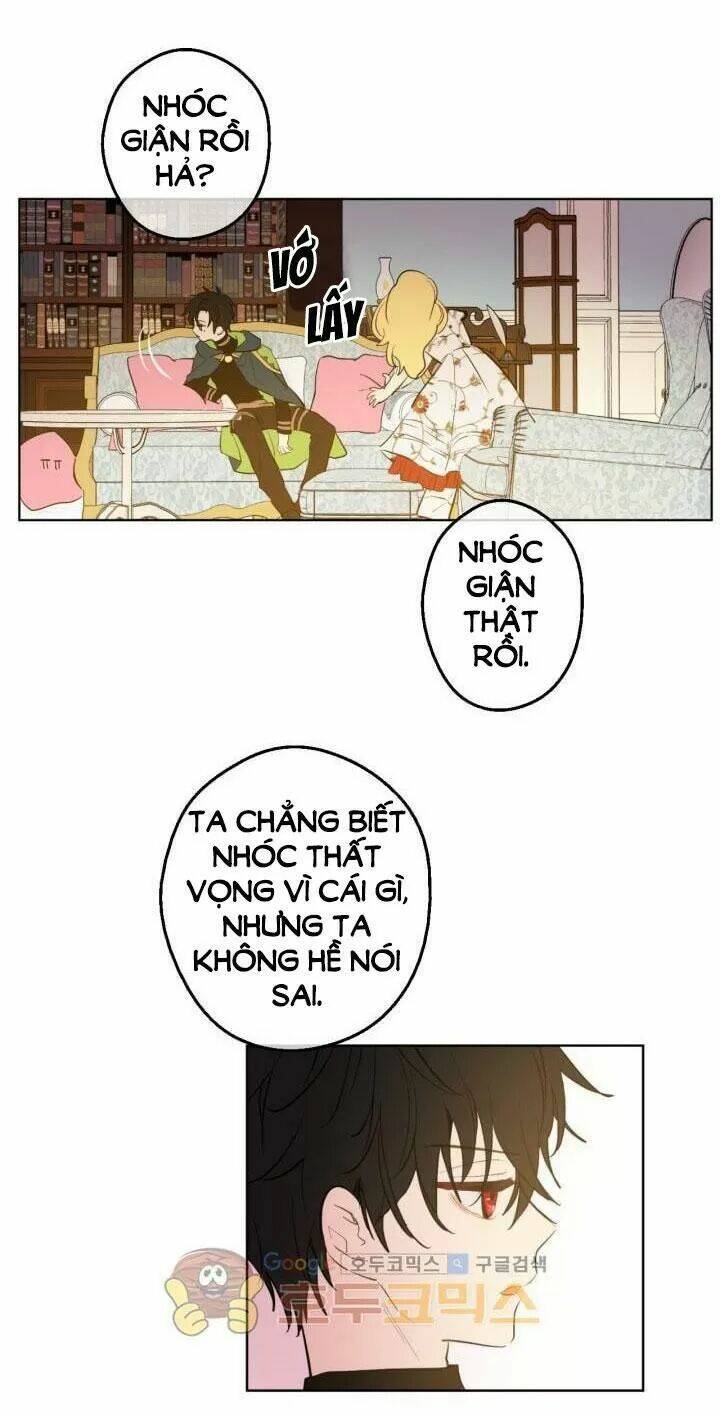 NHÓC
GIẬN RỒI
HẢ?
VỚ
LẤY
ㅠㅠ
NHÓC
GIẬN
THẬT
RỒI.
TA CHẲNG BIẾT
NHÓC THẤT
VỌNG VÌ CÁI GÌ,
NHƯNG TA
KHÔNG HỀ NÓI
SAI.
Google 호두코믹스 구글검색
호두코믹스